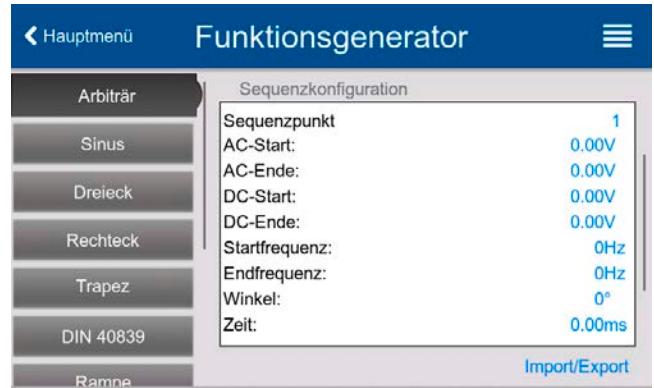 Hauptmenü
Funktionsgenerator
Arbiträr
Sinus
Dreieck
Rechteck
Trapez
DIN 40839
Rampe
Sequenzkonfiguration
Sequenzpunkt 1
AC-Start: 0.00V
AC-Ende: 0.00V
DC-Start: 0.00V
DC-Ende: 0.00V
Startfrequenz: 0Hz
Endfrequenz: 0Hz
Winkel: 0°
Zeit: 0.00ms
Import/Export